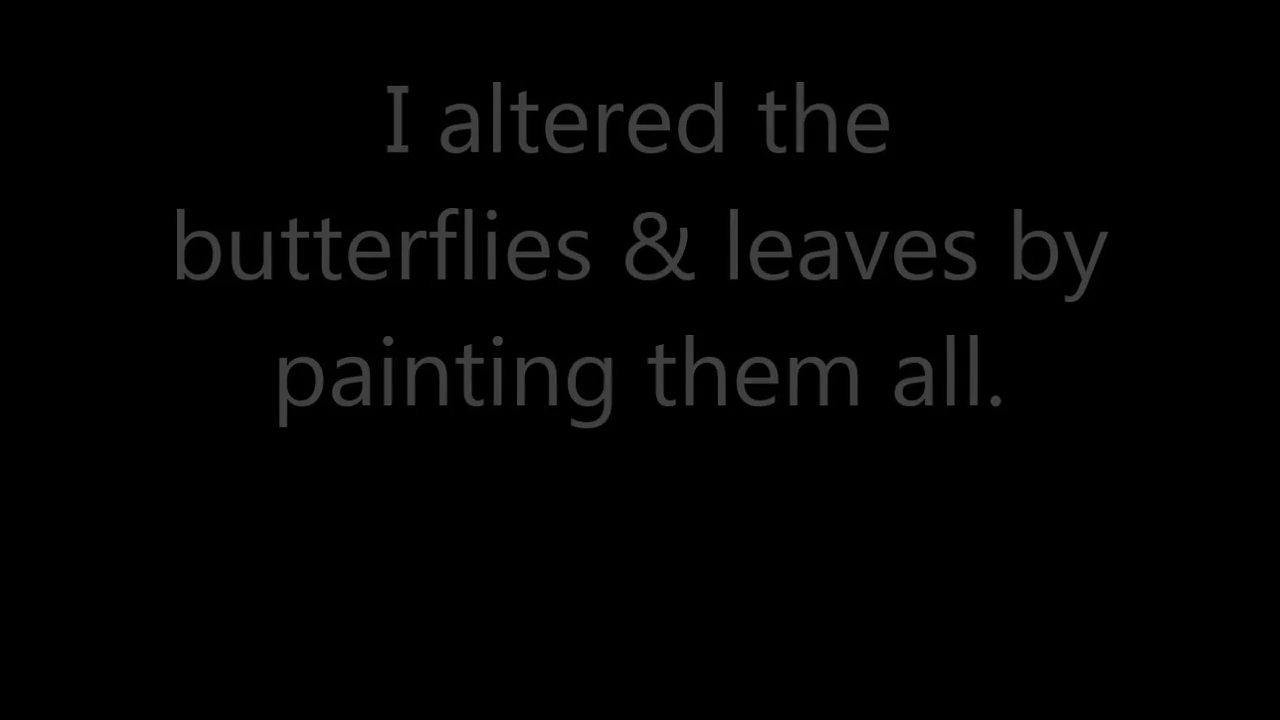 I altered the
butterflies & leaves by
painting them all.